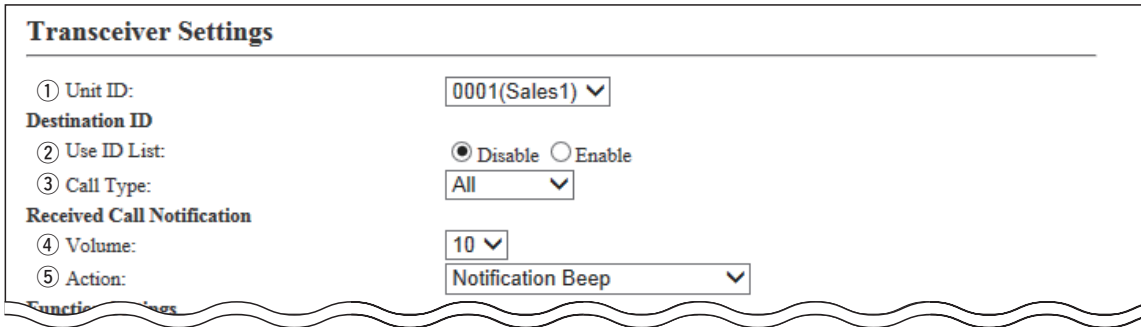 Transceiver Settings
① Unit ID: 0001(Sales1)
Destination ID
② Use ID List: Disable Enable
③ Call Type: All
Received Call Notification
④ Volume: 10
⑤ Action: Notification Beep